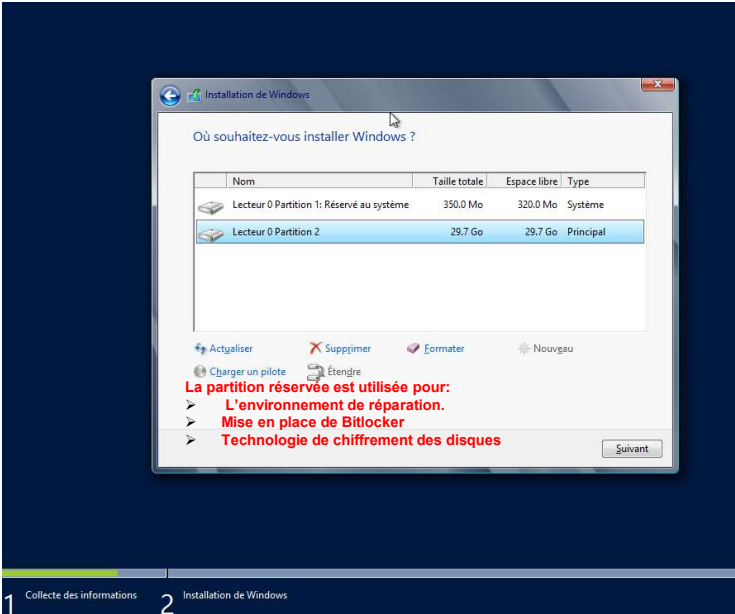 Installation de Windows
Où souhaitez-vous installer Windows ?
Nom Taille totale Espace libre Type
Lecteur 0 Partition 1: Réservé au système 350.0 Mo 320.0 Mo Système
Lecteur 0 Partition 2 29.7 Go 29.7 Go Principal
Actualiser Supprimer Formater Nouveau
Charger un pilote Étendre
La partition réservée est utilisée pour:
➢ L'environnement de réparation.
➢ Mise en place de Bitlocker
➢ Technologie de chiffrement des disques
Suivant
1 Collecte des informations 2 Installation de Windows